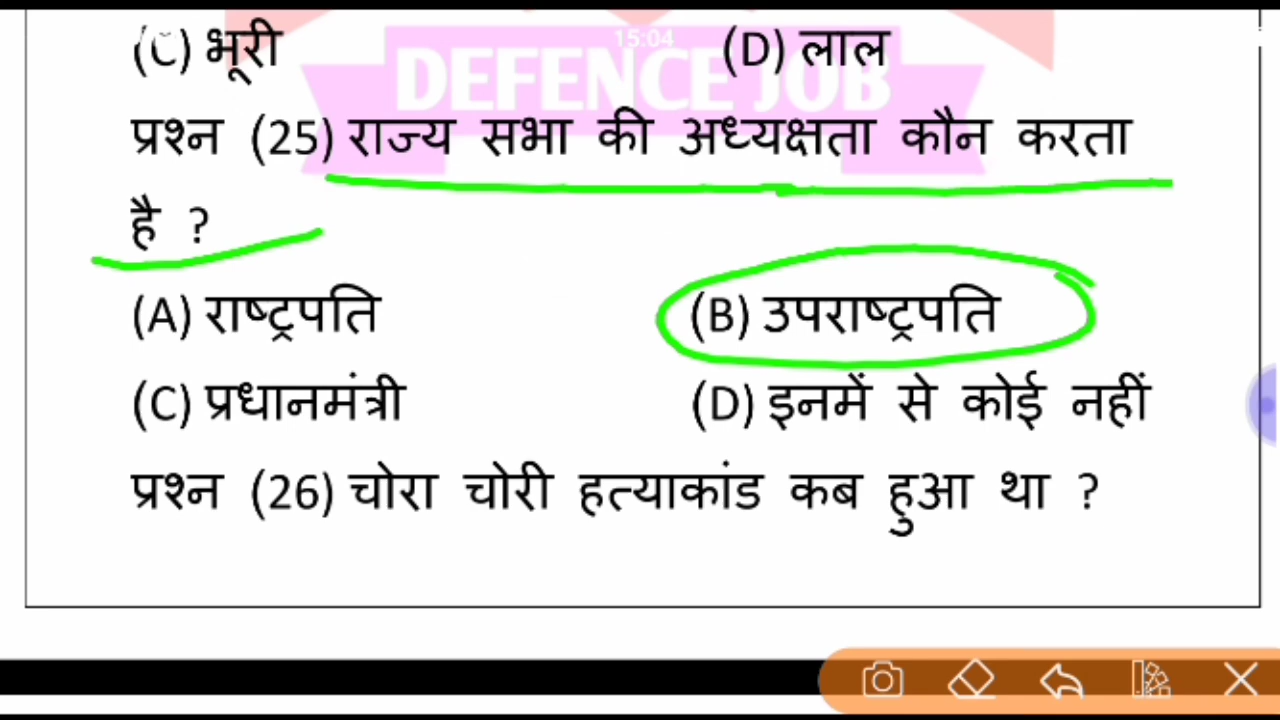 (C) भूरी (D) लाल
15:04
DEFENCE JOB
प्रश्न (25) राज्य सभा की अध्यक्षता कौन करता
है ?
(A) राष्ट्रपति (B) उपराष्ट्रपति
(C) प्रधानमंत्री (D) इनमें से कोई नहीं
प्रश्न (26) चोरा चोरी हत्याकांड कब हुआ था ?